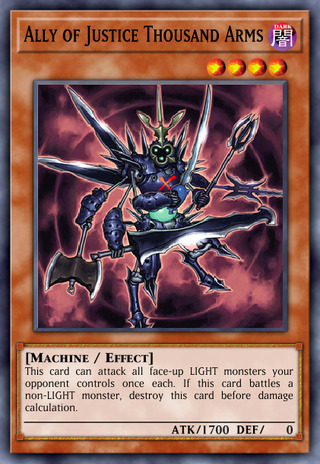 Ally of Justice Thousand Arms
DARK
闇
[Machine / Effect]
This card can attack all face-up LIGHT monsters your
opponent controls once each. If this card battles a
non-LIGHT monster, destroy this card before damage
calculation.
ATK/1700 DEF/ 0